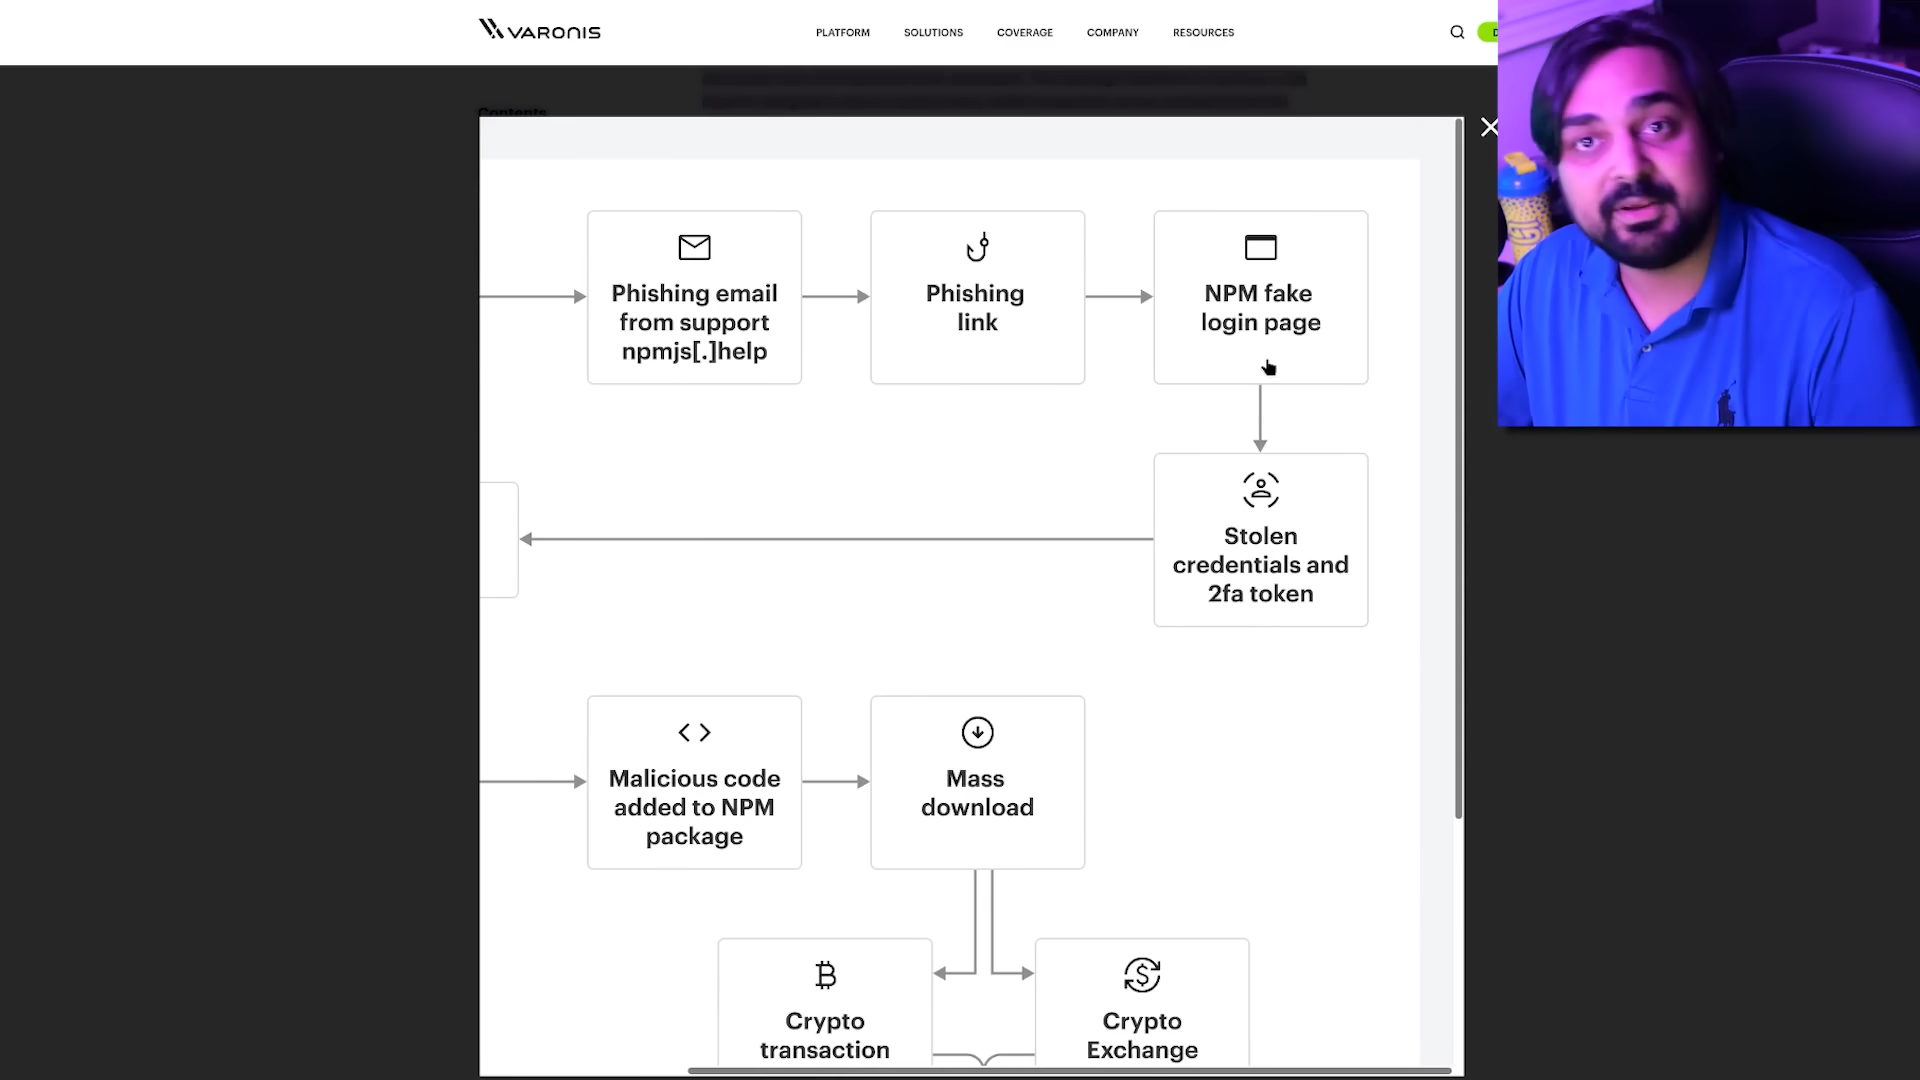 VARONIS
PLATFORM
SOLUTIONS
COVERAGE
COMPANY
RESOURCES
D
Contents
Phishing email
from support
npmjs[.]help
Phishing
link
NPM fake
login page
Stolen
credentials and
2fa token
Malicious code
added to NPM
package
Mass
download
Crypto
transaction
Crypto
Exchange